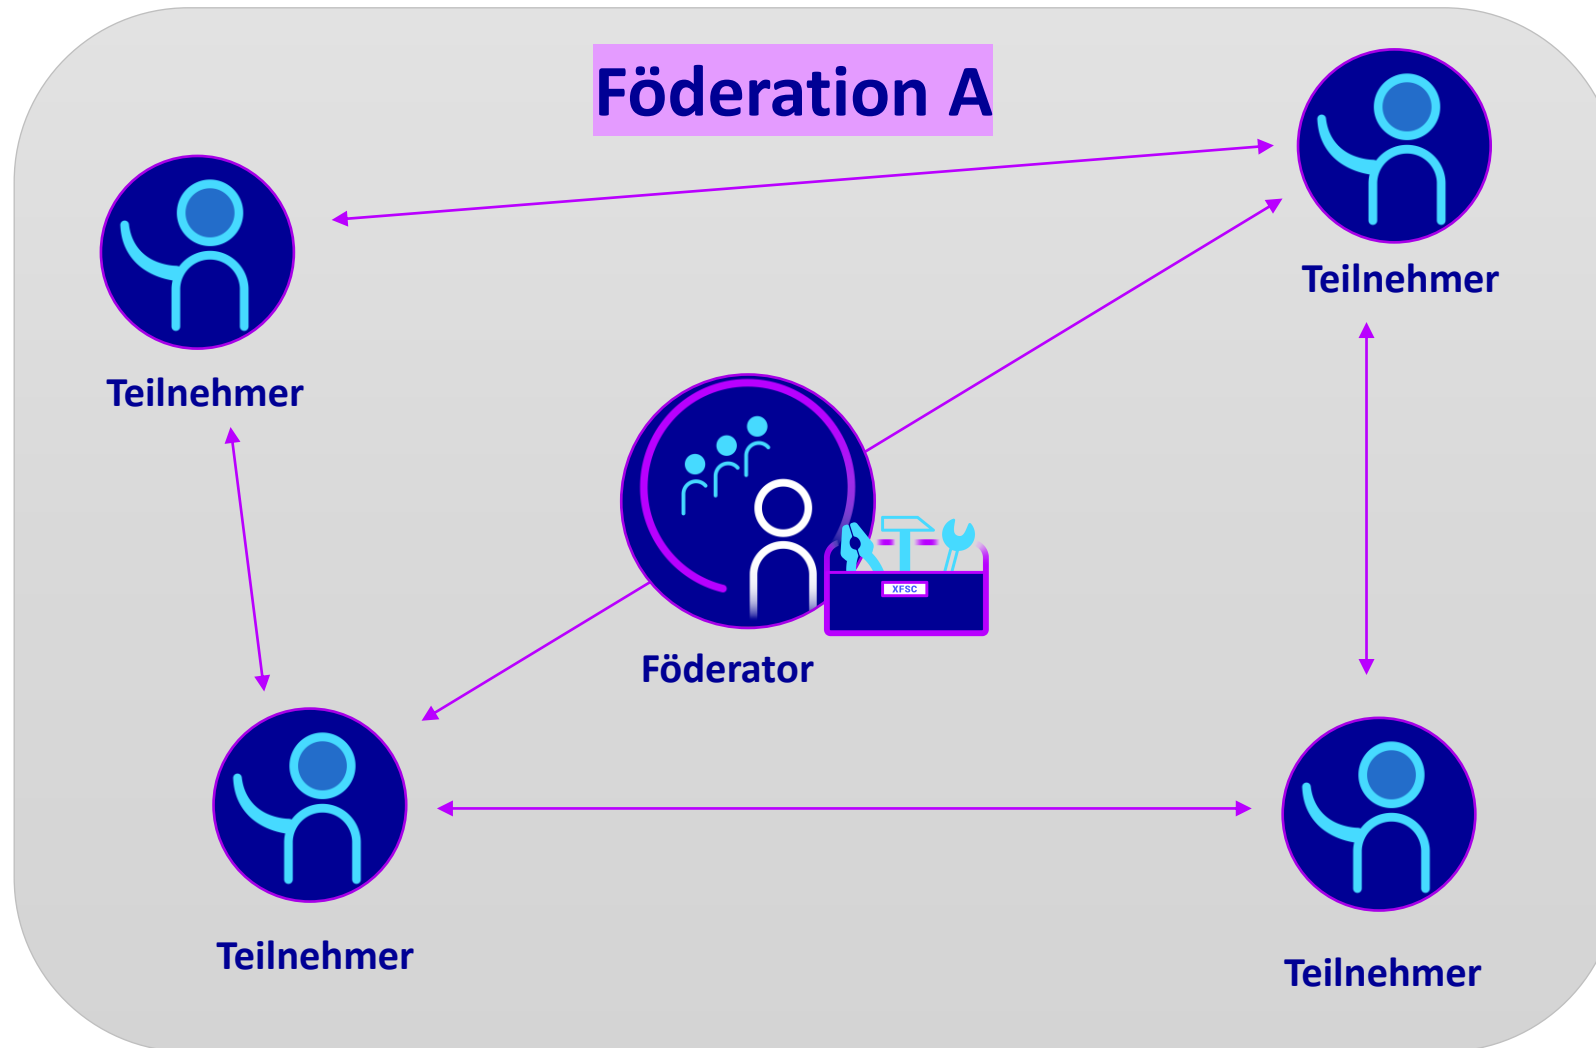 Föderation A
Teilnehmer
Teilnehmer
XFSC
Föderator
Teilnehmer
Teilnehmer